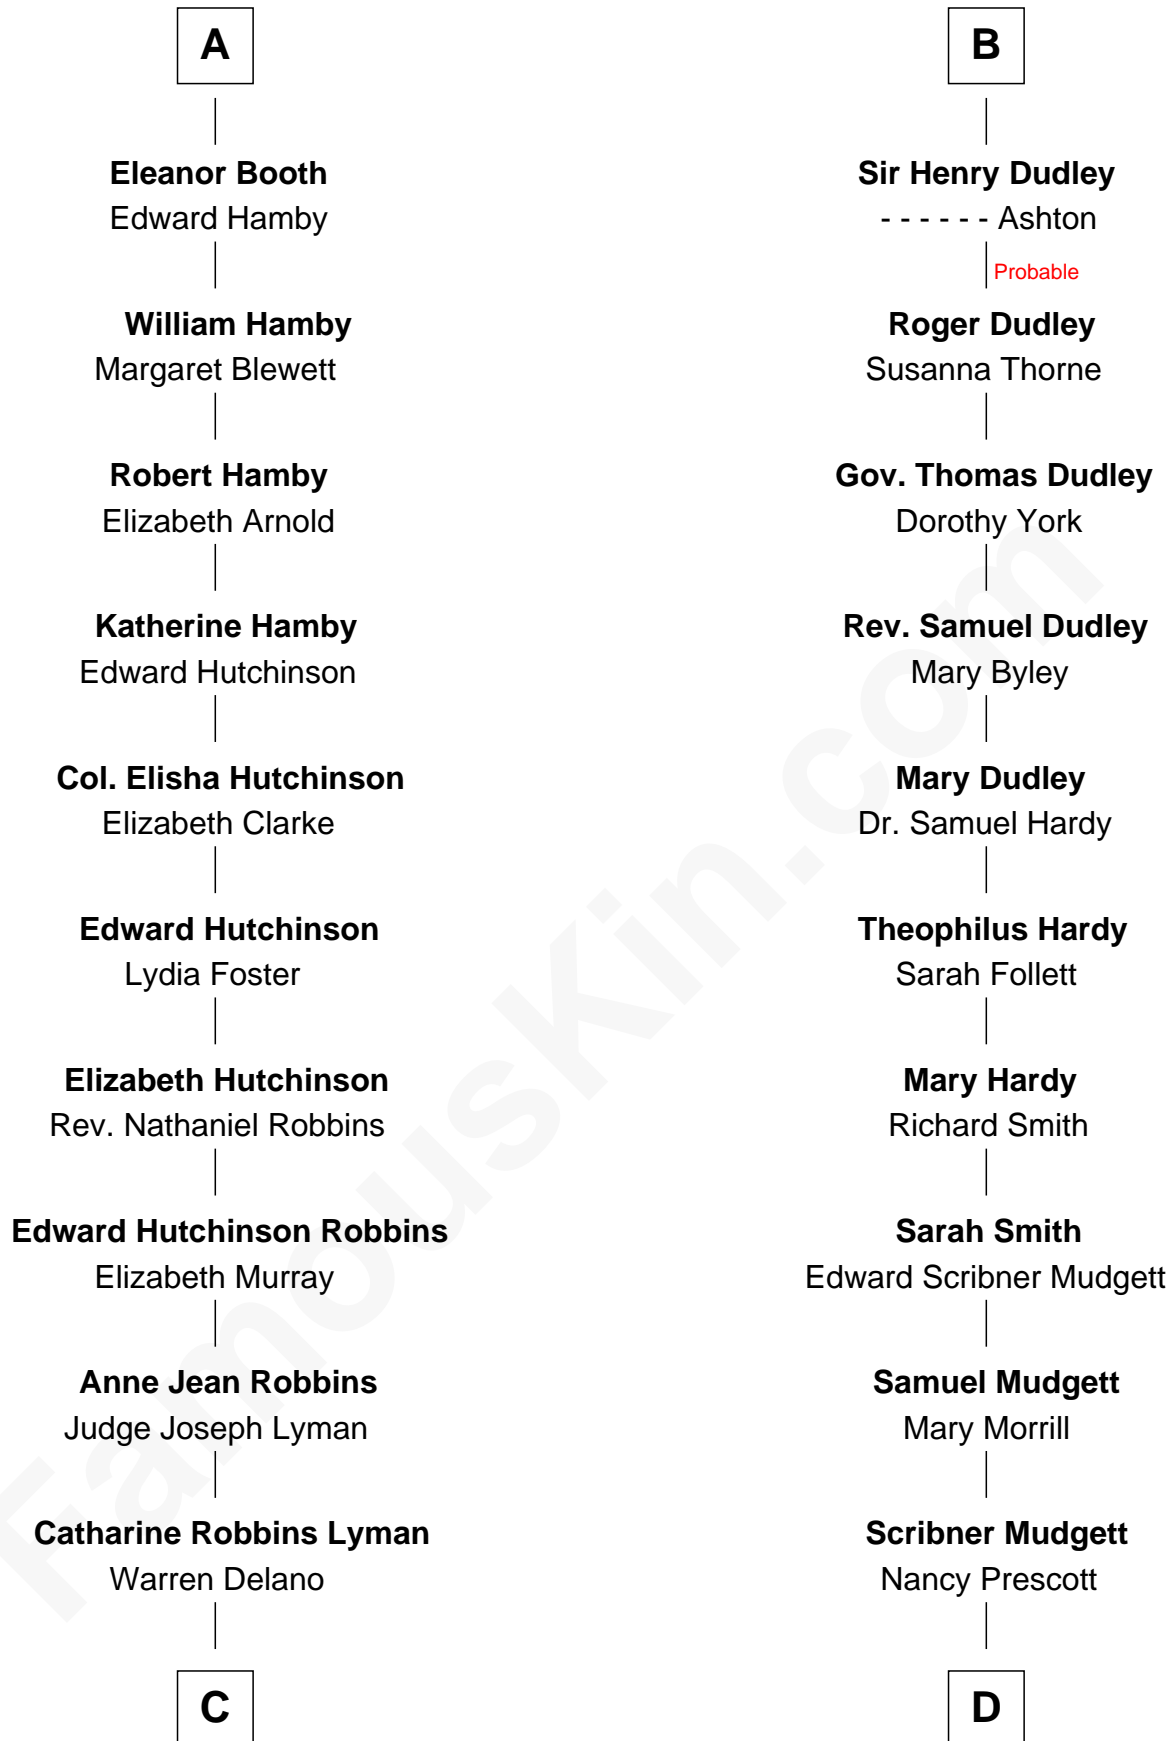 A
Eleanor Booth
Edward Hamby
William Hamby
Margaret Blewett
Robert Hamby
Elizabeth Arnold
Katherine Hamby
Edward Hutchinson
Col. Elisha Hutchinson
Elizabeth Clarke
Edward Hutchinson
Lydia Foster
Elizabeth Hutchinson
Rev. Nathaniel Robbins
Edward Hutchinson Robbins
Elizabeth Murray
Anne Jean Robbins
Judge Joseph Lyman
Catharine Robbins Lyman
Warren Delano
C
B
Sir Henry Dudley
- - - - - - Ashton
Probable
Roger Dudley
Susanna Thorne
Gov. Thomas Dudley
Dorothy York
Rev. Samuel Dudley
Mary Byley
Mary Dudley
Dr. Samuel Hardy
Theophilus Hardy
Sarah Follett
Mary Hardy
Richard Smith
Sarah Smith
Edward Scribner Mudgett
Samuel Mudgett
Mary Morrill
Scribner Mudgett
Nancy Prescott
D
FamousKin.com